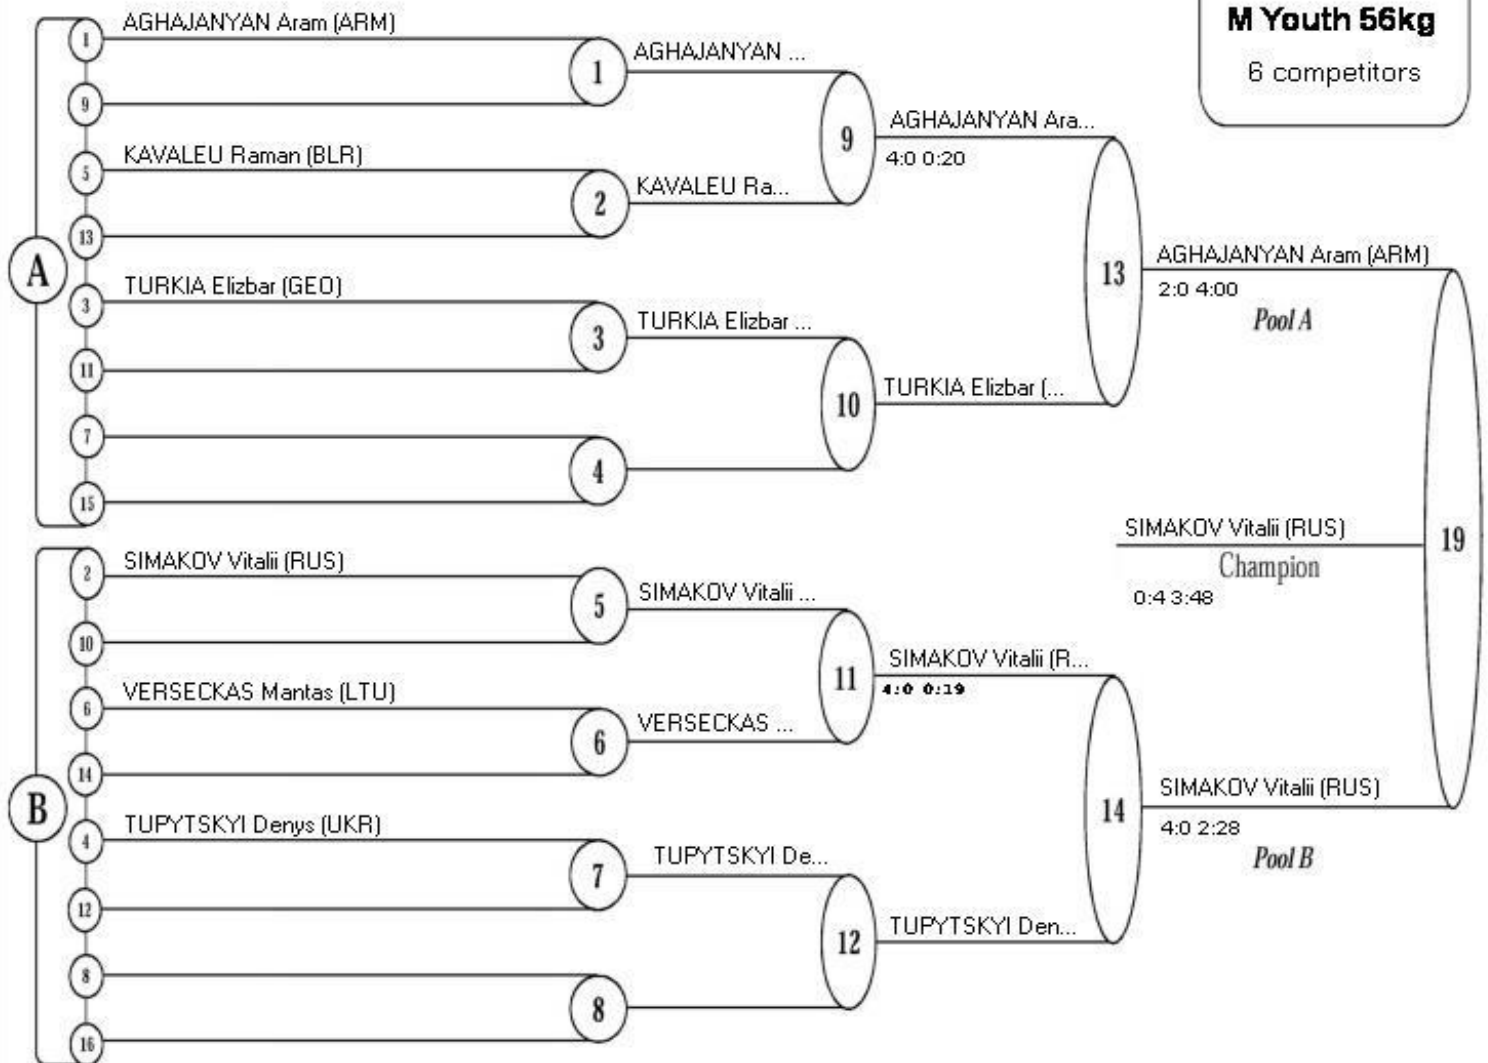 M Youth 56kg
6 competitors
A
1
AGHAJANYAN Aram (ARM)
9
1
AGHAJANYAN ...
5
KAVALEU Raman (BLR)
13
2
KAVALEU Ra...
9
AGHAJANYAN Ara...
4:0 0:20
3
TURKIA Elizbar (GEO)
11
3
TURKIA Elizbar ...
7
15
4
10
TURKIA Elizbar (...
13
AGHAJANYAN Aram (ARM)
2:0 4:00
Pool A
B
2
SIMAKOV Vitalii (RUS)
10
5
SIMAKOV Vitalii ...
6
VERSECKAS Mantas (LTU)
14
6
VERSECKAS ...
11
SIMAKOV Vitalii (R...
4:0 0:19
4
TUPYTSKYI Denys (UKR)
12
7
TUPYTSKYI De...
8
16
8
12
TUPYTSKYI Den...
14
SIMAKOV Vitalii (RUS)
4:0 2:28
Pool B
19
SIMAKOV Vitalii (RUS)
Champion
0:4 3:48